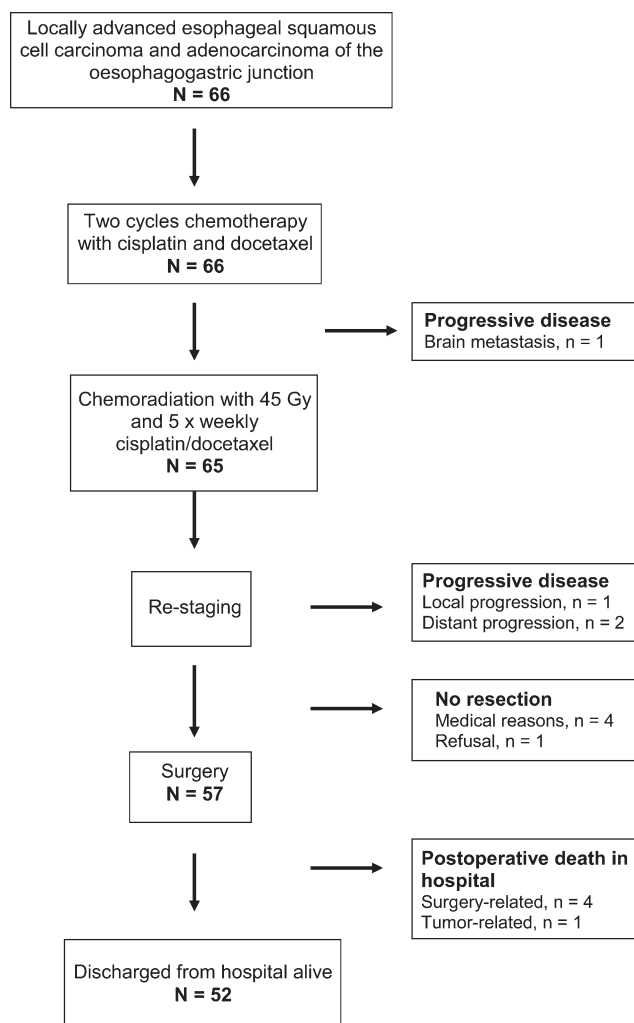 Locally advanced esophageal squamous
cell carcinoma and adenocarcinoma of the
oesophagogastric junction
N = 66
Two cycles chemotherapy
with cisplatin and docetaxel
N = 66
Progressive disease
Brain metastasis, n = 1
Chemoradiation with 45 Gy
and 5 x weekly
cisplatin/docetaxel
N = 65
Re-staging
Progressive disease
Local progression, n = 1
Distant progression, n = 2
No resection
Medical reasons, n = 4
Refusal, n = 1
Surgery
N = 57
Postoperative death in
hospital
Surgery-related, n = 4
Tumor-related, n = 1
Discharged from hospital alive
N = 52